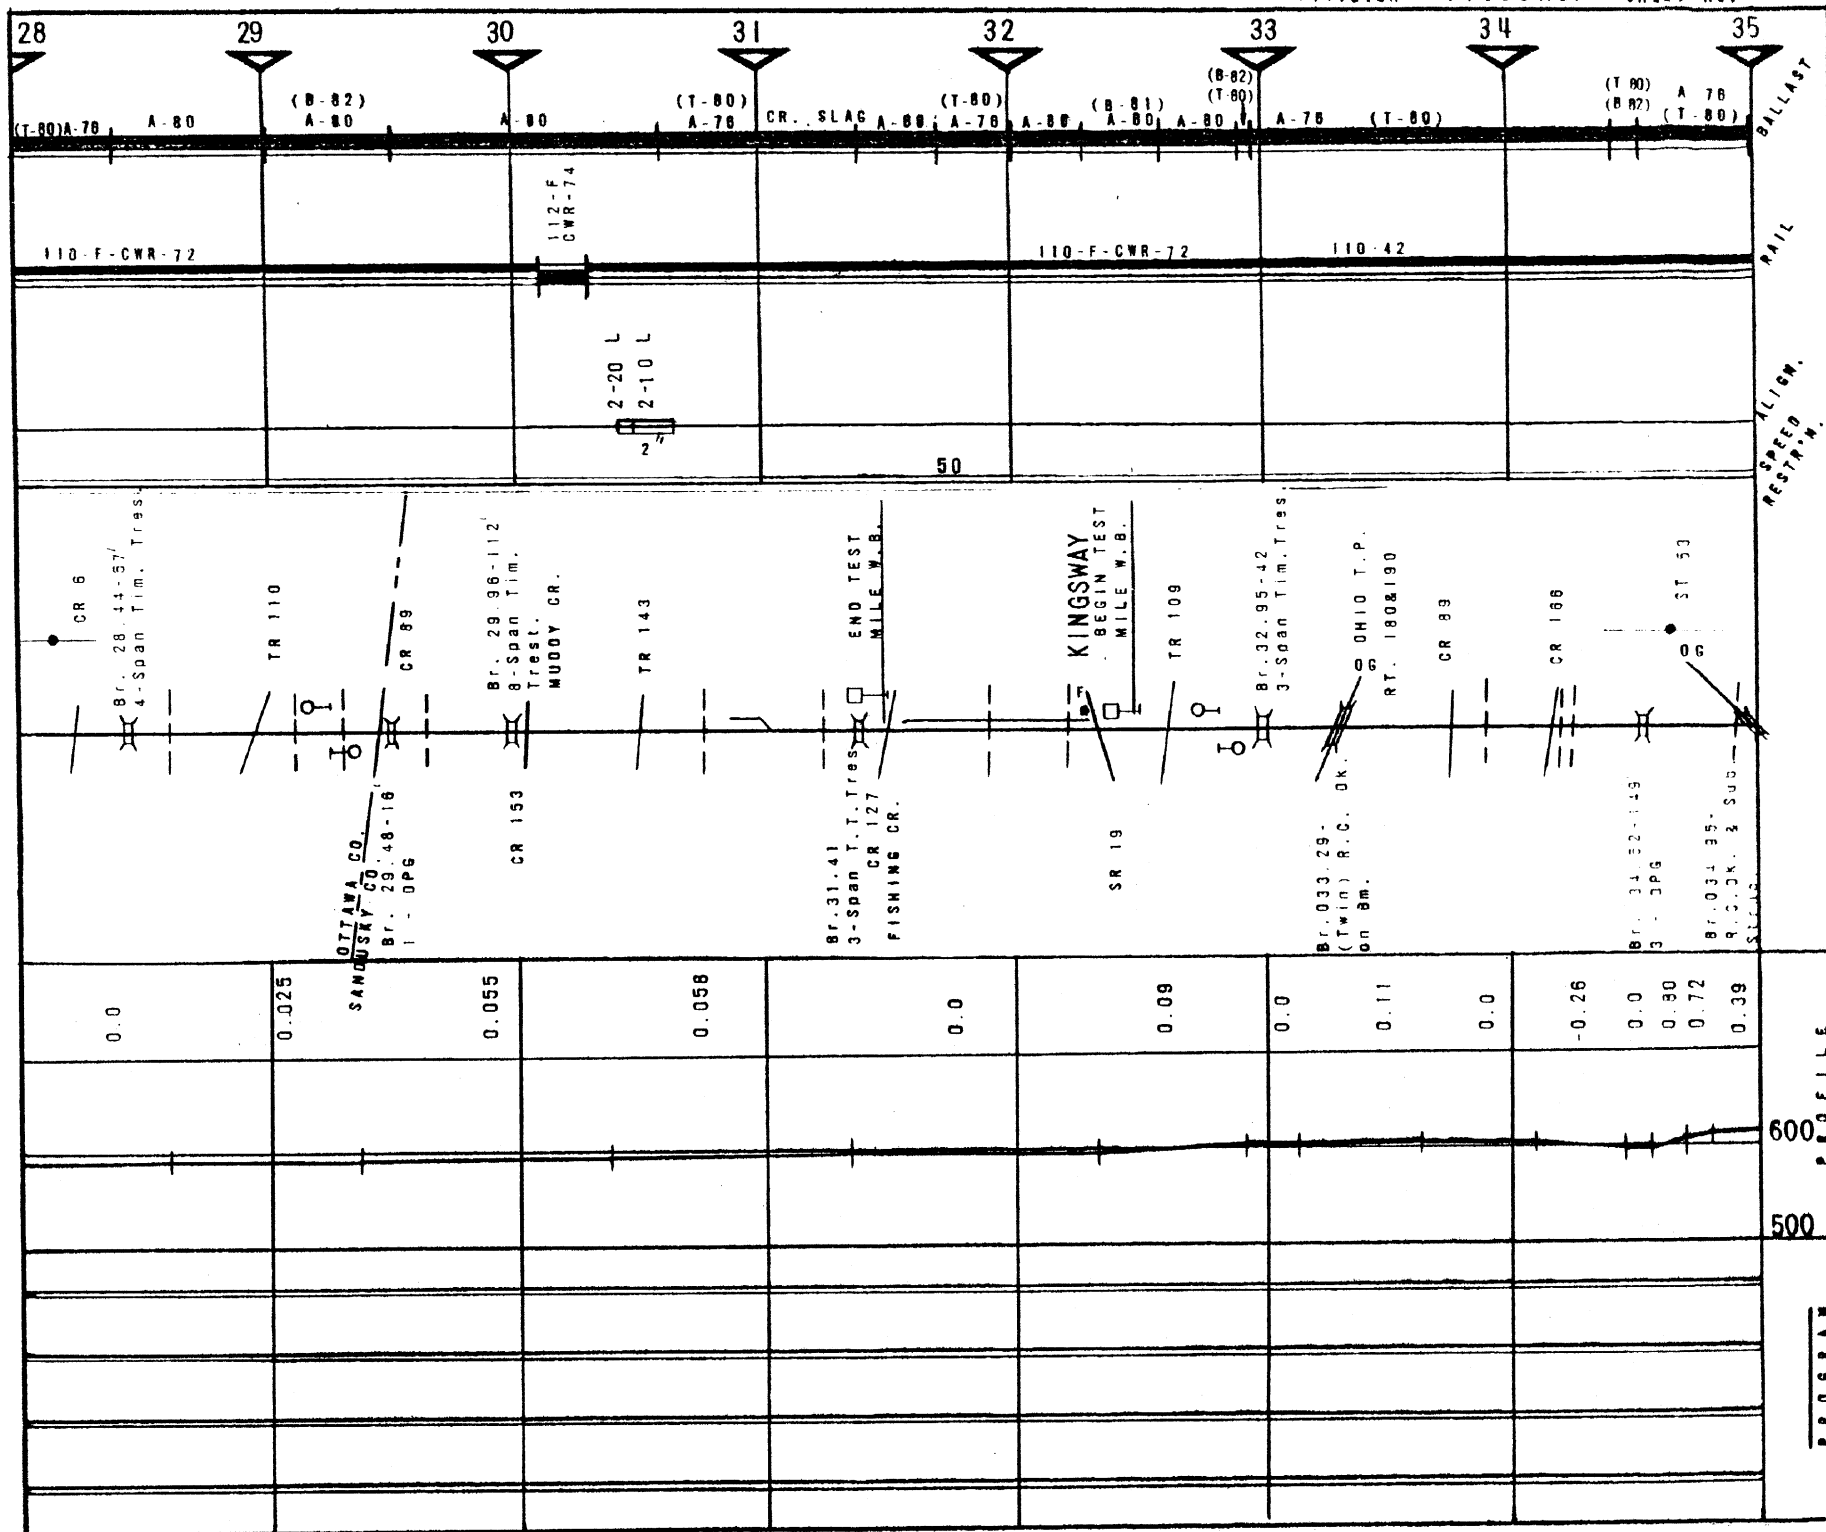 28 29 30 31 32 33 34 35
(T-80) A-76
A-80
(B-82)
A-80
A-80
(T-80)
A-76
CR. SLAG
A-80
(T-80)
A-76
A-80
(B-81)
A-80
A-80
(B-82)
(T-80)
A-76
(T-80)
(T 80)
(B 82)
A 76
(T-80)
BALLAST
110-F-CWR-72
112-F
CWR-74
110-F-CWR-72
110-42
RAIL
2-20 L
2-10 L
2"
ALIGN.
50
SPEED
RESTR'N.
CR 6
Br. 28.44-57'
4-Span Tim. Tres
TR 110
CR 89
Br. 29.96-112'
8-Span Tim.
Trest.
MUDDY CR.
TR 143
END TEST
MILE W.B.
KINGSWAY
BEGIN TEST
MILE W.B.
F
TR 109
Br.32.95-42
3-Span Tim.Tres
OG
OHIO T.P.
RT. 180&190
CR 89
CR 166
ST 53
OG
OTTAWA CO.
SANDUSKY CO.
Br. 29.48-16'
1 - DPG
CR 153
Br.31.41
3-Span T.T.Tres
CR 127
FISHING CR.
SR 19
Br.033.29-
(Twin) R.C. Dk.
on Bm.
3 - DPG
0.0
0.025
0.055
0.058
0.0
0.09
0.0
0.11
0.0
-0.26
0.0
0.80
0.72
0.39
PROFILE
600
500
PROGRAM